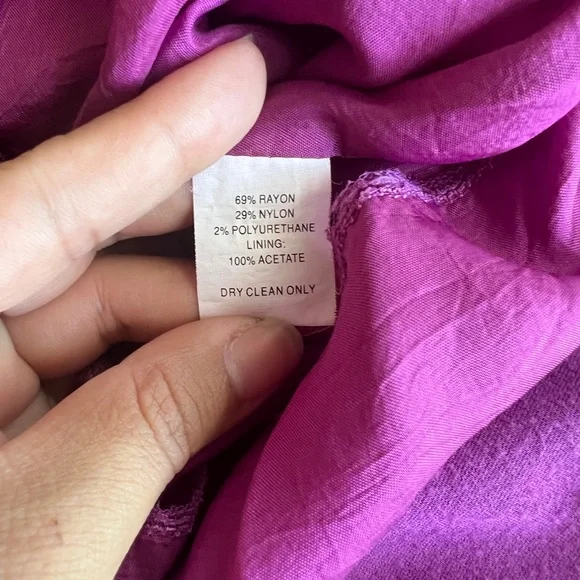 69% RAYON
29% NYLON
2% POLYURETHANE
LINING:
100% ACETATE
DRY CLEAN ONLY